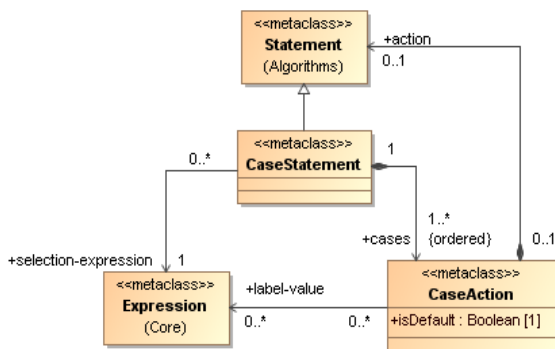 <<metaclass>>
Statement
(Algorithms)
+action
0..1
<<metaclass>>
CaseStatement
1
0..*
1..*
+cases
{ordered}
0..1
+selection-expression
1
<<metaclass>>
Expression
(Core)
+label-value
0..*
0..*
<<metaclass>>
CaseAction
+isDefault : Boolean [1]